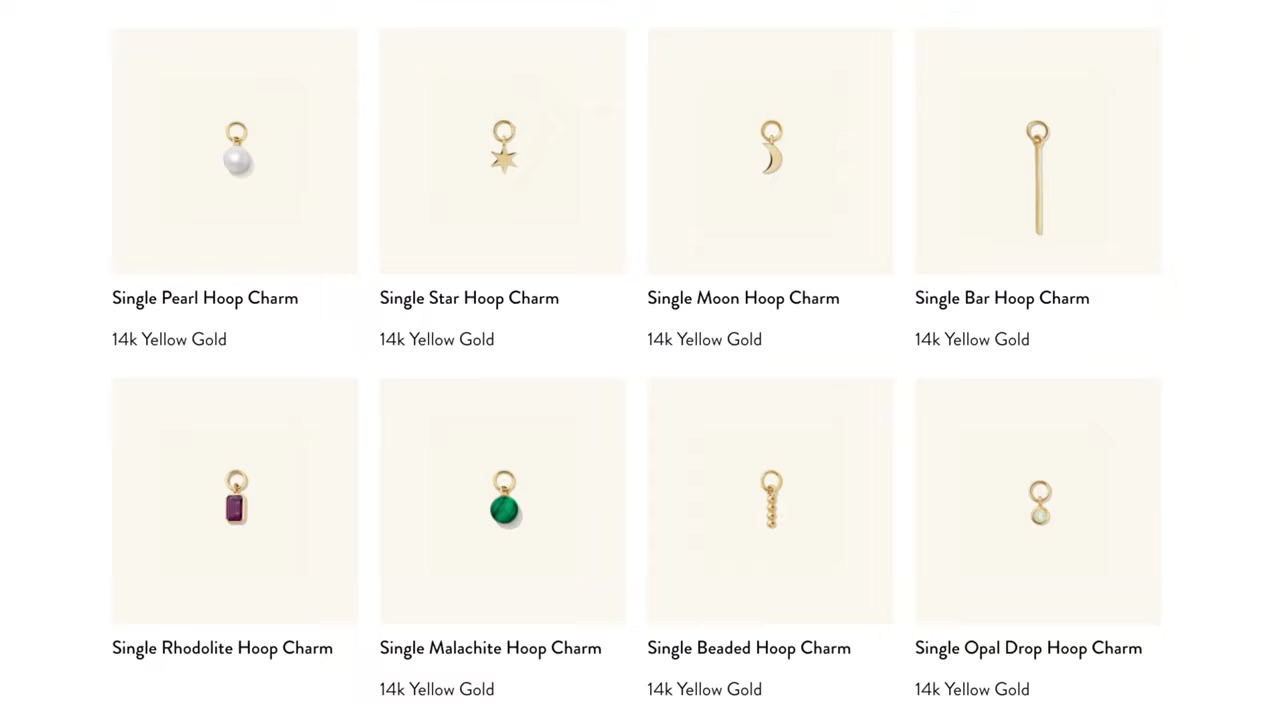 Single Pearl Hoop Charm
14k Yellow Gold
Single Star Hoop Charm
14k Yellow Gold
Single Moon Hoop Charm
14k Yellow Gold
Single Bar Hoop Charm
14k Yellow Gold
Single Rhodolite Hoop Charm
Single Malachite Hoop Charm
14k Yellow Gold
Single Beaded Hoop Charm
14k Yellow Gold
Single Opal Drop Hoop Charm
14k Yellow Gold